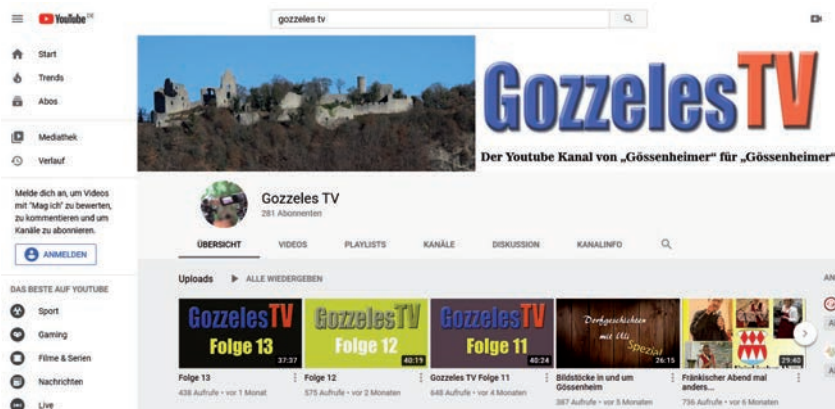 YouTube DE
gozzeles tv
Start
Trends
Abos
Mediathek
Verlauf
Melde dich an, um Videos
mit "Mag ich" zu bewerten,
zu kommentieren und um
Kanäle zu abonnieren.
ANMELDEN
DAS BESTE AUF YOUTUBE
Sport
Gaming
Filme & Serien
Nachrichten
Live
GozzelesTV
Der Youtube Kanal von „Gössenheimer“ für „Gössenheimer“
Gozzeles TV
281 Abonnenten
ÜBERSICHT VIDEOS PLAYLISTS KANÄLE DISKUSSION KANALINFO
Uploads ALLE WIEDERGEBEN
AN
GozzelesTV
Folge 13
37:37
Folge 13
438 Aufrufe • vor 1 Monat
GozzelesTV
Folge 12
40:19
Folge 12
575 Aufrufe • vor 2 Monaten
GozzelesTV
Folge 11
40:24
Gozzeles TV Folge 11
648 Aufrufe • vor 4 Monaten
Dorfgeschichten
mit Uli
Spezial
26:15
Bildstöcke in und um
Gössenheim
387 Aufrufe • vor 5 Monaten
29:40
Fränkischer Abend mal
anders...
736 Aufrufe • vor 6 Monaten